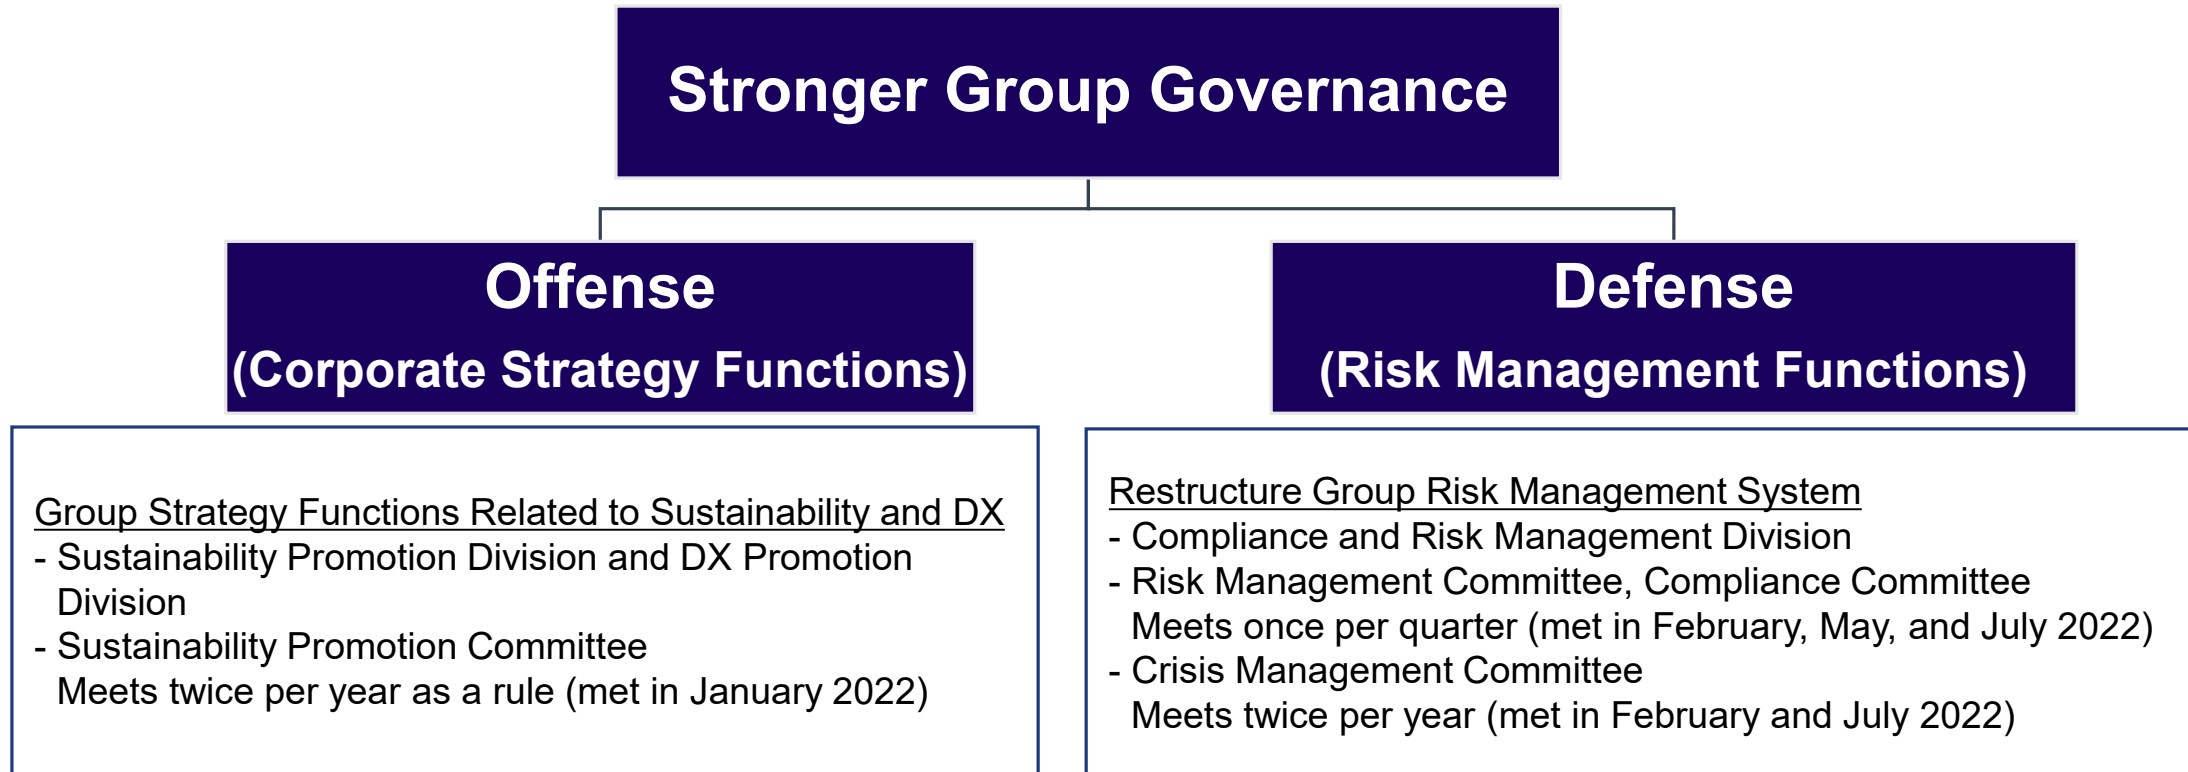 Stronger Group Governance
Offense
(Corporate Strategy Functions)
Group Strategy Functions Related to Sustainability and DX
- Sustainability Promotion Division and DX Promotion
Division
- Sustainability Promotion Committee
Meets twice per year as a rule (met in January 2022)
Defense
(Risk Management Functions)
Restructure Group Risk Management System
- Compliance and Risk Management Division
- Risk Management Committee, Compliance Committee
Meets once per quarter (met in February, May, and July 2022)
- Crisis Management Committee
Meets twice per year (met in February and July 2022)